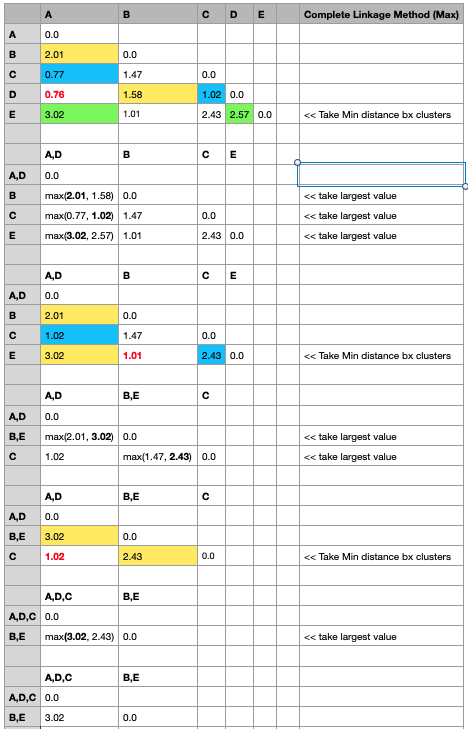 A B C D E Complete Linkage Method (Max)
A 0.0
B 2.01 0.0
C 0.77 1.47 0.0
D 0.76 1.58 1.02 0.0
E 3.02 1.01 2.43 2.57 0.0 << Take Min distance bx clusters
A,D B C E
A,D 0.0
B max(2.01, 1.58) 0.0 << take largest value
C max(0.77, 1.02) 1.47 0.0 << take largest value
E max(3.02, 2.57) 1.01 2.43 0.0 << take largest value
A,D B C E
A,D 0.0
B 2.01 0.0
C 1.02 1.47 0.0
E 3.02 1.01 2.43 0.0 << Take Min distance bx clusters
A,D B,E C
A,D 0.0
B,E max(2.01, 3.02) 0.0 << take largest value
C 1.02 max(1.47, 2.43) 0.0 << take largest value
A,D B,E C
A,D 0.0
B,E 3.02 0.0
C 1.02 2.43 0.0 << Take Min distance bx clusters
A,D,C B,E
A,D,C 0.0
B,E max(3.02, 2.43) 0.0 << take largest value
A,D,C B,E
A,D,C 0.0
B,E 3.02 0.0